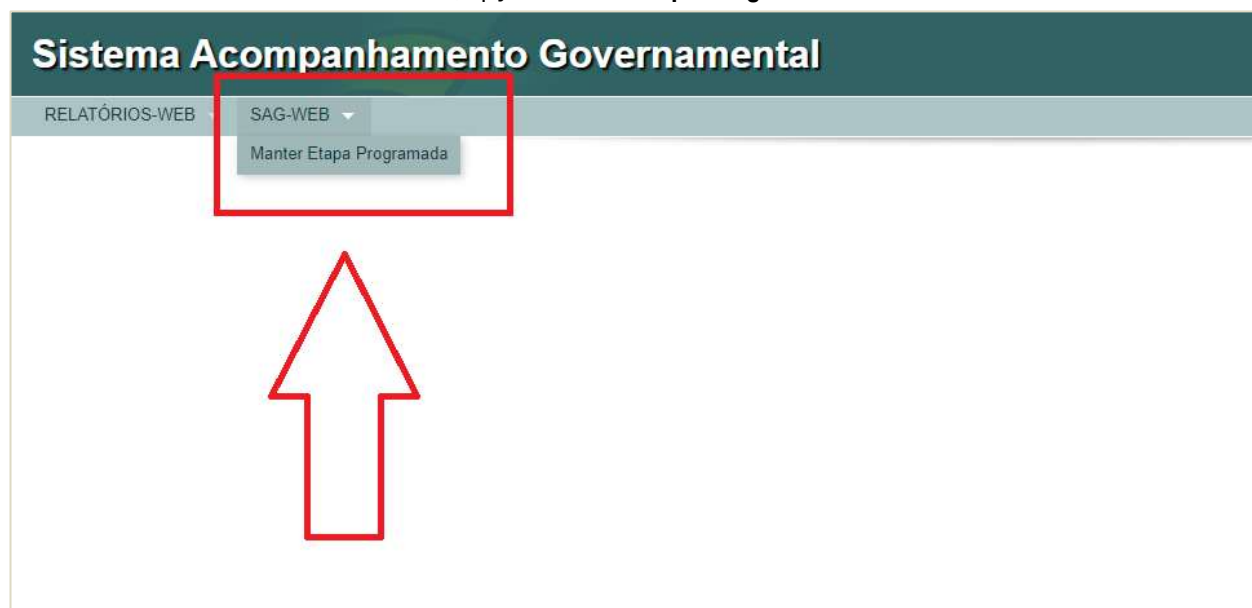 Sistema Acompanhamento Governamental
RELATÓRIOS-WEB SAG-WEB
Manter Etapa Programada